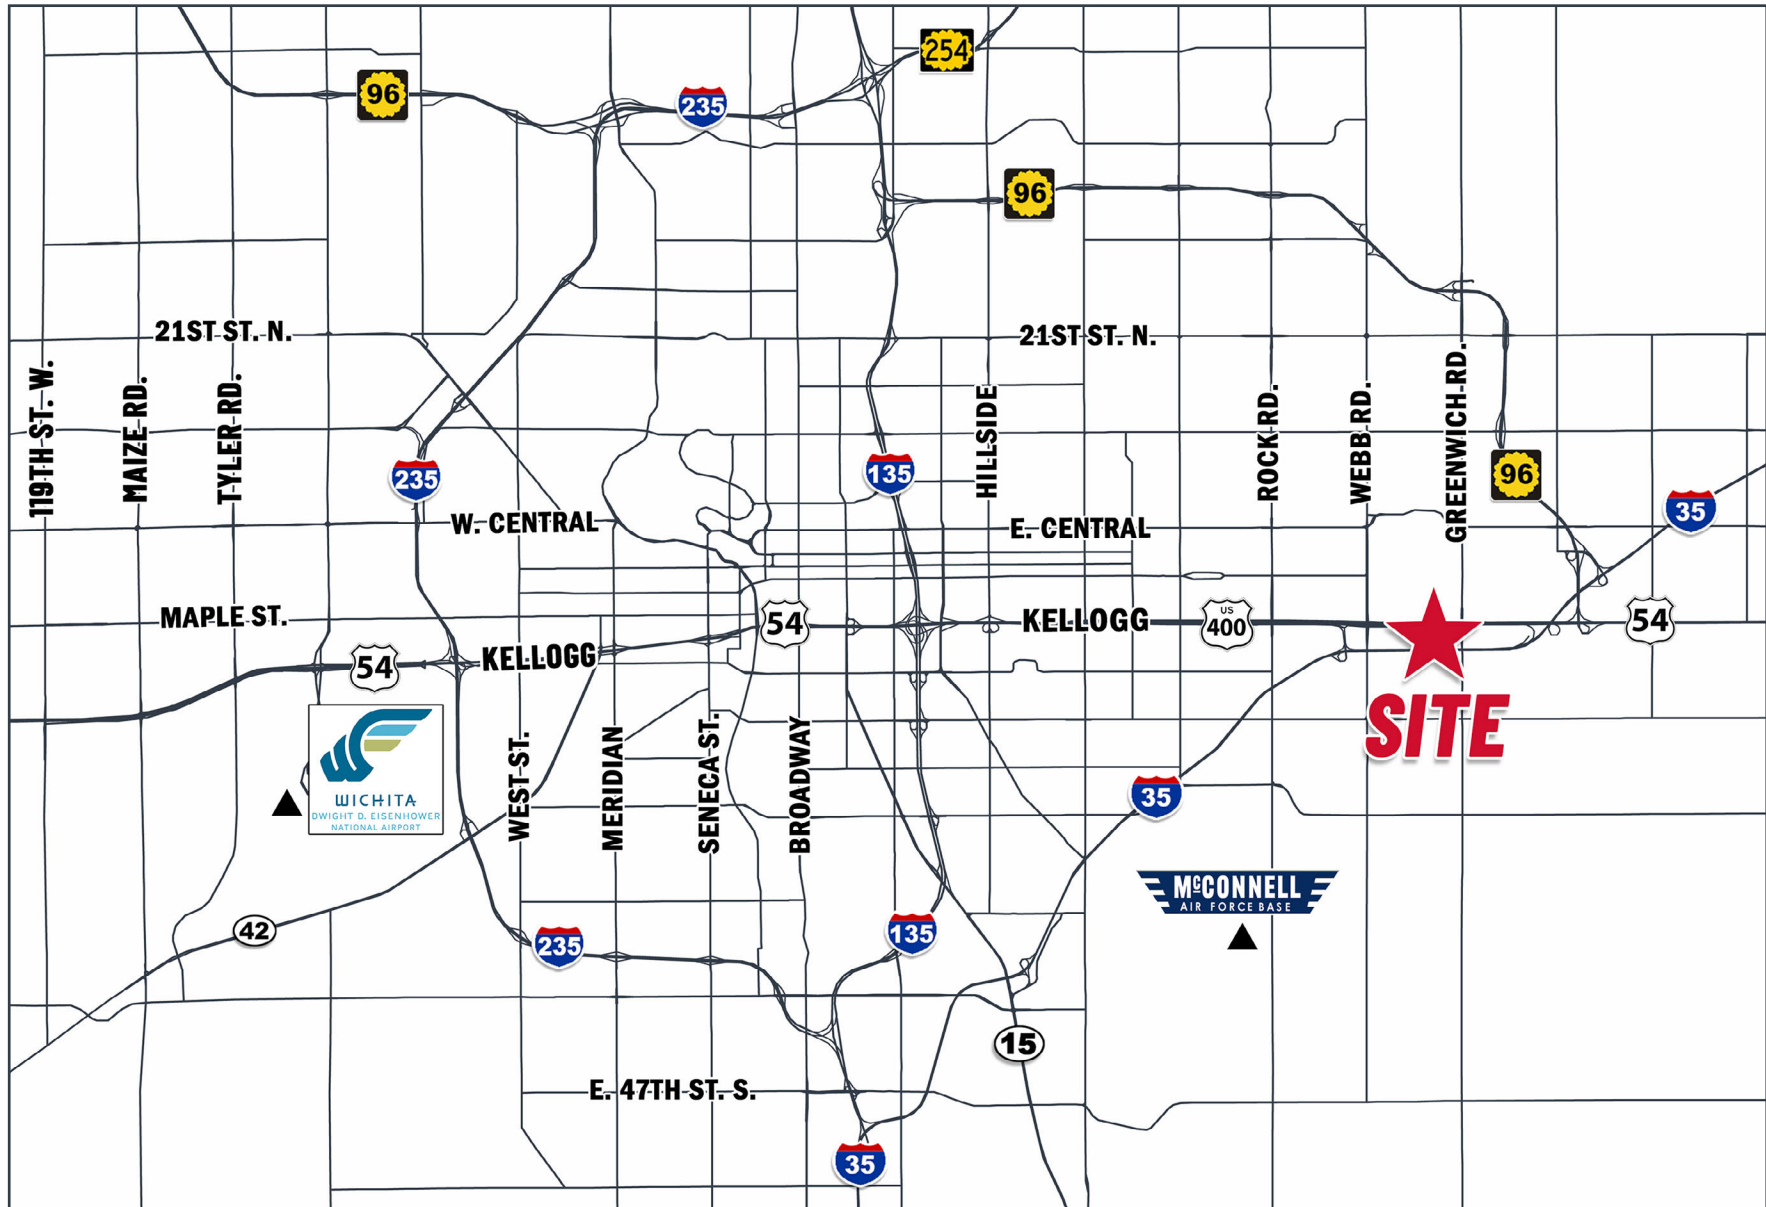 254
96
235
96
21ST ST. N.
21ST ST. N.
119TH ST. W.
MAIZE RD.
TYLER RD.
HILLSIDE
ROCK RD.
WEBB RD.
GREENWICH RD.
235
135
96
35
W. CENTRAL
E. CENTRAL
MAPLE ST.
54
KELLOGG
US
400
54
54
KELLOGG
SITE
WICHITA
DWIGHT D. EISENHOWER
NATIONAL AIRPORT
WEST ST.
MERIDIAN
SENECA ST.
BROADWAY
35
McCONNELL
AIR FORCE BASE
42
235
135
15
E. 47TH ST. S.
35